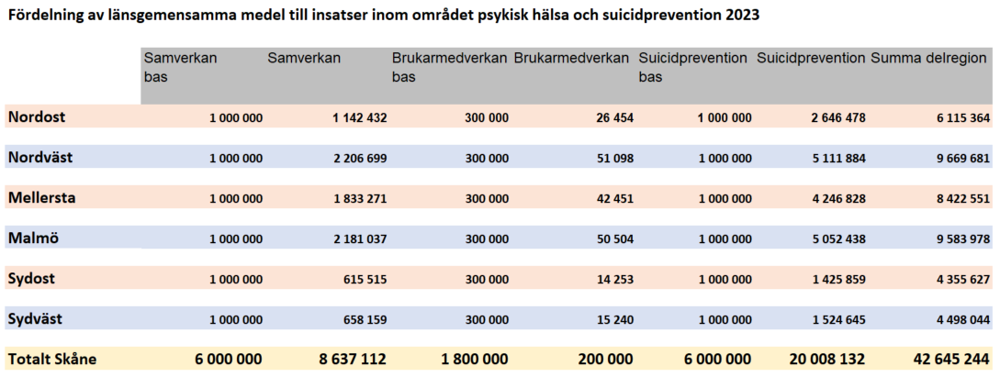 Fördelning av länsgemensamma medel till insatser inom området psykisk hälsa och suicidprevention 2023
Samverkan bas Samverkan Brukarmedverkan bas Brukarmedverkan Suicidprevention bas Suicidprevention Summa delregion
Nordost 1 000 000 1 142 432 300 000 26 454 1 000 000 2 646 478 6 115 364
Nordväst 1 000 000 2 206 699 300 000 51 098 1 000 000 5 111 884 9 669 681
Mellersta 1 000 000 1 833 271 300 000 42 451 1 000 000 4 246 828 8 422 551
Malmö 1 000 000 2 181 037 300 000 50 504 1 000 000 5 052 438 9 583 978
Sydost 1 000 000 615 515 300 000 14 253 1 000 000 1 425 859 4 355 627
Sydväst 1 000 000 658 159 300 000 15 240 1 000 000 1 524 645 4 498 044
Totalt Skåne 6 000 000 8 637 112 1 800 000 200 000 6 000 000 20 008 132 42 645 244